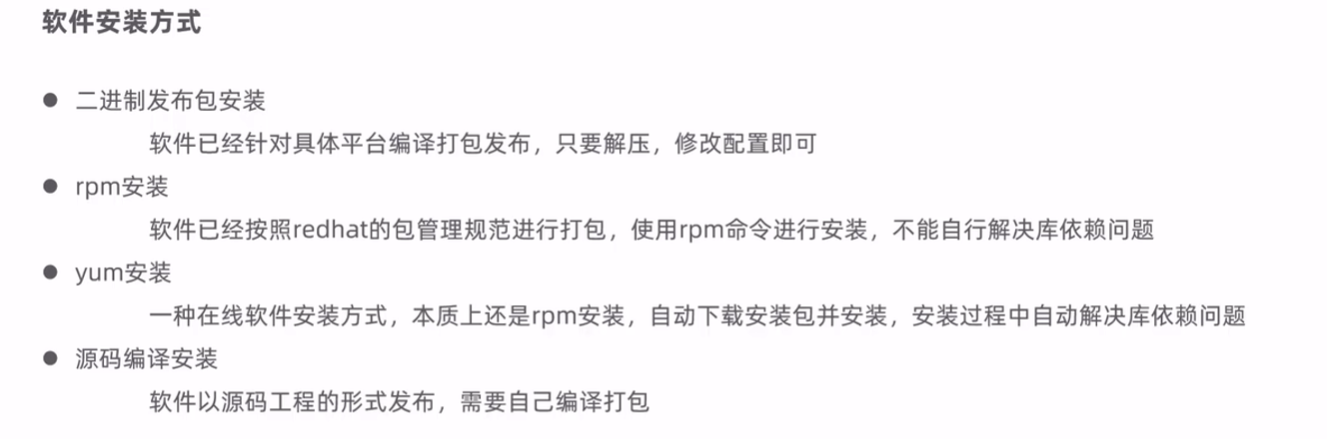 软件安装方式
● 二进制发布包安装
软件已经针对具体平台编译打包发布，只要解压，修改配置即可
● rpm安装
软件已经按照redhat的包管理规范进行打包，使用rpm命令进行安装，不能自行解决库依赖问题
● yum安装
一种在线软件安装方式，本质上还是rpm安装，自动下载安装包并安装，安装过程中自动解决库依赖问题
● 源码编译安装
软件以源码工程的形式发布，需要自己编译打包